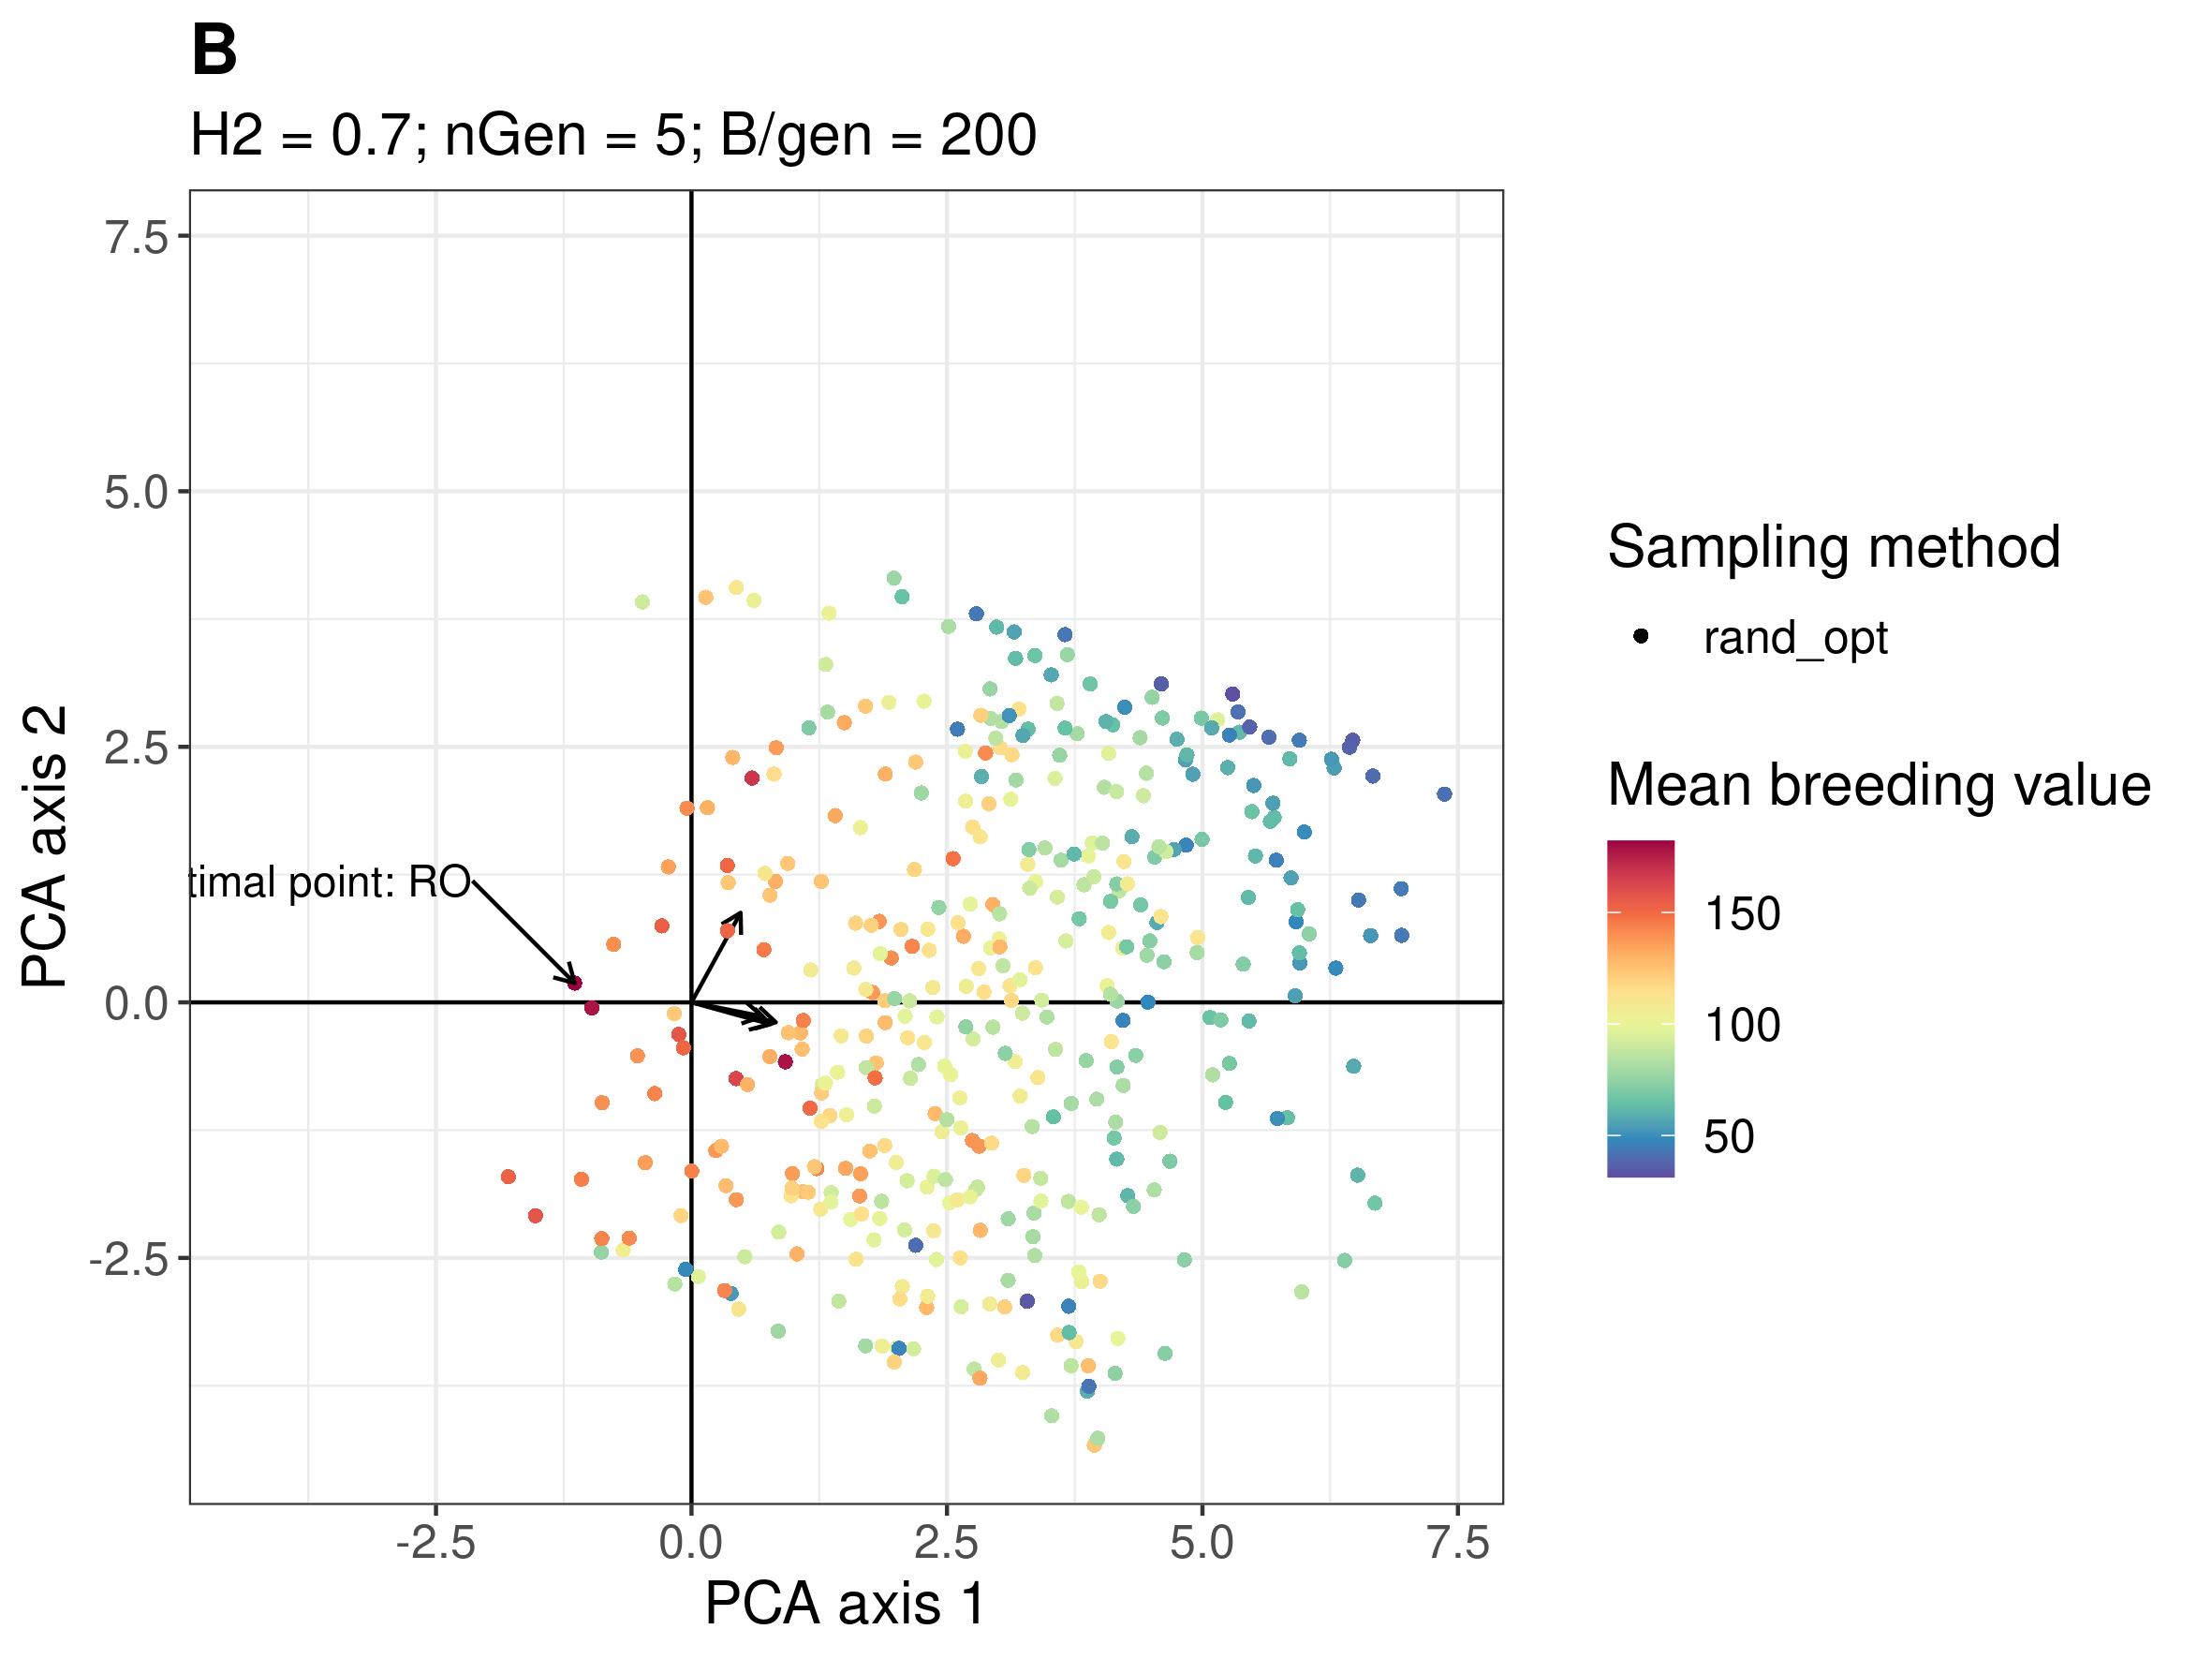 B
H2 = 0.7; nGen = 5; B/gen = 200
7.5
5.0
2.5
0.0
-2.5
PCA axis 2
timal point: RO
-2.5
0.0
2.5
5.0
7.5
PCA axis 1
Sampling method
rand_opt
Mean breeding value
150
100
50